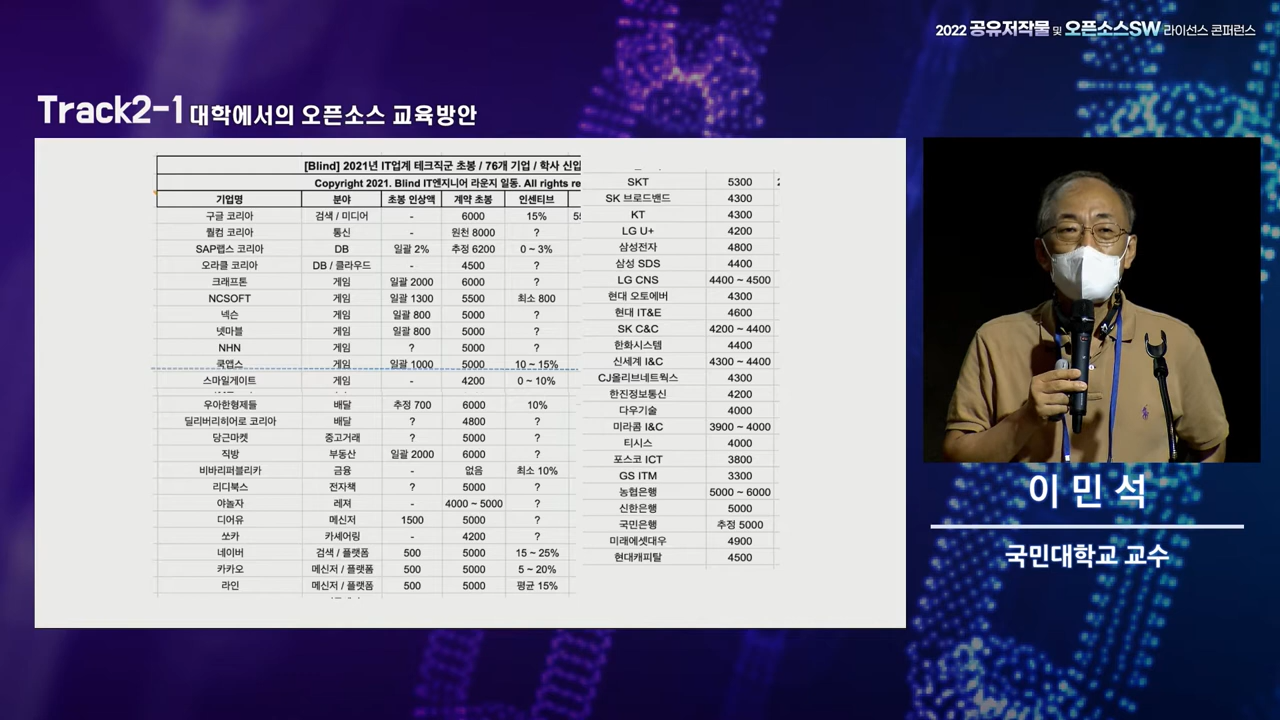 2022 공유저작물 및 오픈소스SW 라이선스 콘퍼런스
Track2-1 대학에서의 오픈소스 교육방안
[Blind] 2021년 IT업계 테크직군 초봉 / 76개 기업 / 학사 신입
Copyright 2021. Blind IT엔지니어 라운지 일동. All rights re
기업명 분야 초봉 인상액 계약 초봉 인센티브
구글 코리아 검색 / 미디어 - 6000 15% 55
퀄컴 코리아 통신 - 원천 8000 ?
SAP랩스 코리아 DB 일괄 2% 추정 6200 0 ~ 3%
오라클 코리아 DB / 클라우드 - 4500 ?
크래프톤 게임 일괄 2000 6000 ?
NCSOFT 게임 일괄 1300 5500 최소 800
넥슨 게임 일괄 800 5000 ?
넷마블 게임 일괄 800 5000 ?
NHN 게임 ? 5000 ?
쿡앱스 게임 일괄 1000 5000 10 ~ 15%
스마일게이트 게임 - 4200 0 ~ 10%
우아한형제들 배달 추정 700 6000 10%
딜리버리히어로 코리아 배달 ? 4800 ?
당근마켓 중고거래 ? 5000 ?
직방 부동산 일괄 2000 6000 ?
비바리퍼블리카 금융 - 없음 최소 10%
리디북스 전자책 ? 5000 ?
야놀자 레져 - 4000 ~ 5000 ?
디어유 메신저 1500 5000 ?
쏘카 카셰어링 - 4200 ?
네이버 검색 / 플랫폼 500 5000 15 ~ 25%
카카오 메신저 / 플랫폼 500 5000 5 ~ 20%
라인 메신저 / 플랫폼 500 5000 평균 15%
SKT 5300
SK 브로드밴드 4300
KT 4300
LG U+ 4200
삼성전자 4800
삼성 SDS 4400
LG CNS 4400 ~ 4500
현대 오토에버 4300
현대 IT&E 4600
SK C&C 4200 ~ 4400
한화시스템 4400
신세계 I&C 4300 ~ 4400
CJ올리브네트웍스 4300
한진정보통신 4200
다우기술 4000
미라콤 I&C 3900 ~ 4000
티시스 4000
포스코 ICT 3800
GS ITM 3300
농협은행 5000 ~ 6000
신한은행 5000
국민은행 추정 5000
미래에셋대우 4900
현대캐피탈 4500
이민석
국민대학교 교수